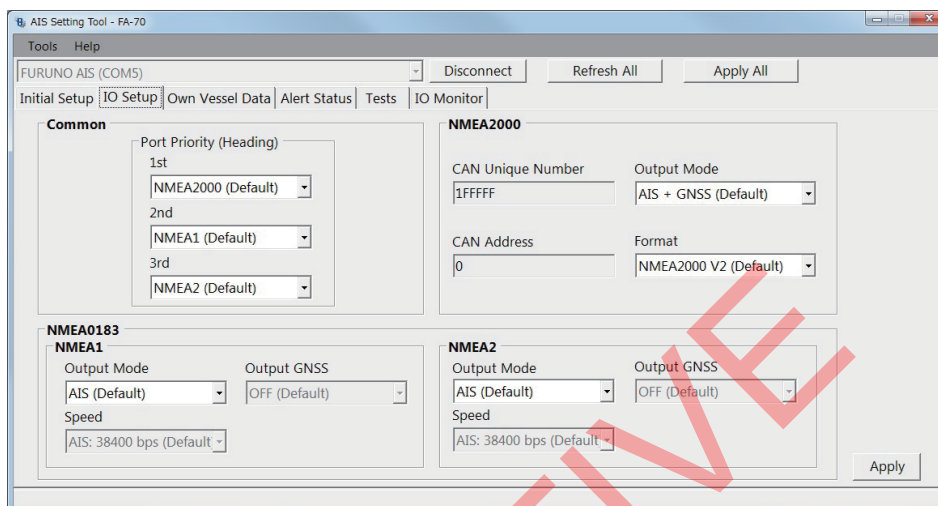 AIS Setting Tool - FA-70
Tools Help
FURUNO AIS (COM5) Disconnect Refresh All Apply All
Initial Setup IO Setup Own Vessel Data Alert Status Tests IO Monitor
Common
Port Priority (Heading)
1st
NMEA2000 (Default)
2nd
NMEA1 (Default)
3rd
NMEA2 (Default)
NMEA2000
CAN Unique Number Output Mode
1FFFFF AIS + GNSS (Default)
CAN Address Format
0 NMEA2000 V2 (Default)
NMEA0183
NMEA1
Output Mode Output GNSS
AIS (Default) OFF (Default)
Speed
AIS: 38400 bps (Default
NMEA2
Output Mode Output GNSS
AIS (Default) OFF (Default)
Speed
AIS: 38400 bps (Default
Apply
TIVE